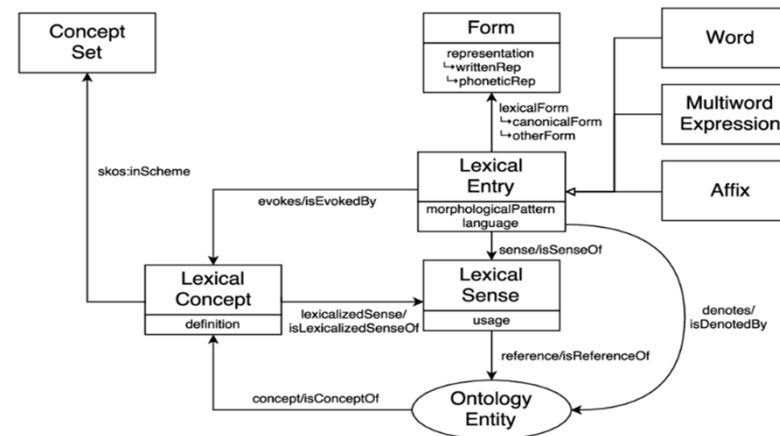 Concept
Set
Form
representation
↳writtenRep
↳phoneticRep
Word
Multiword
Expression
Affix
lexicalForm
↳canonicalForm
↳otherForm
skos:inScheme
Lexical
Entry
morphologicalPattern
language
evokes/isEvokedBy
sense/isSenseOf
Lexical
Concept
definition
lexicalizedSense/
isLexicalizedSenseOf
Lexical
Sense
usage
denotes/
isDenotedBy
reference/isReferenceOf
concept/isConceptOf
Ontology
Entity